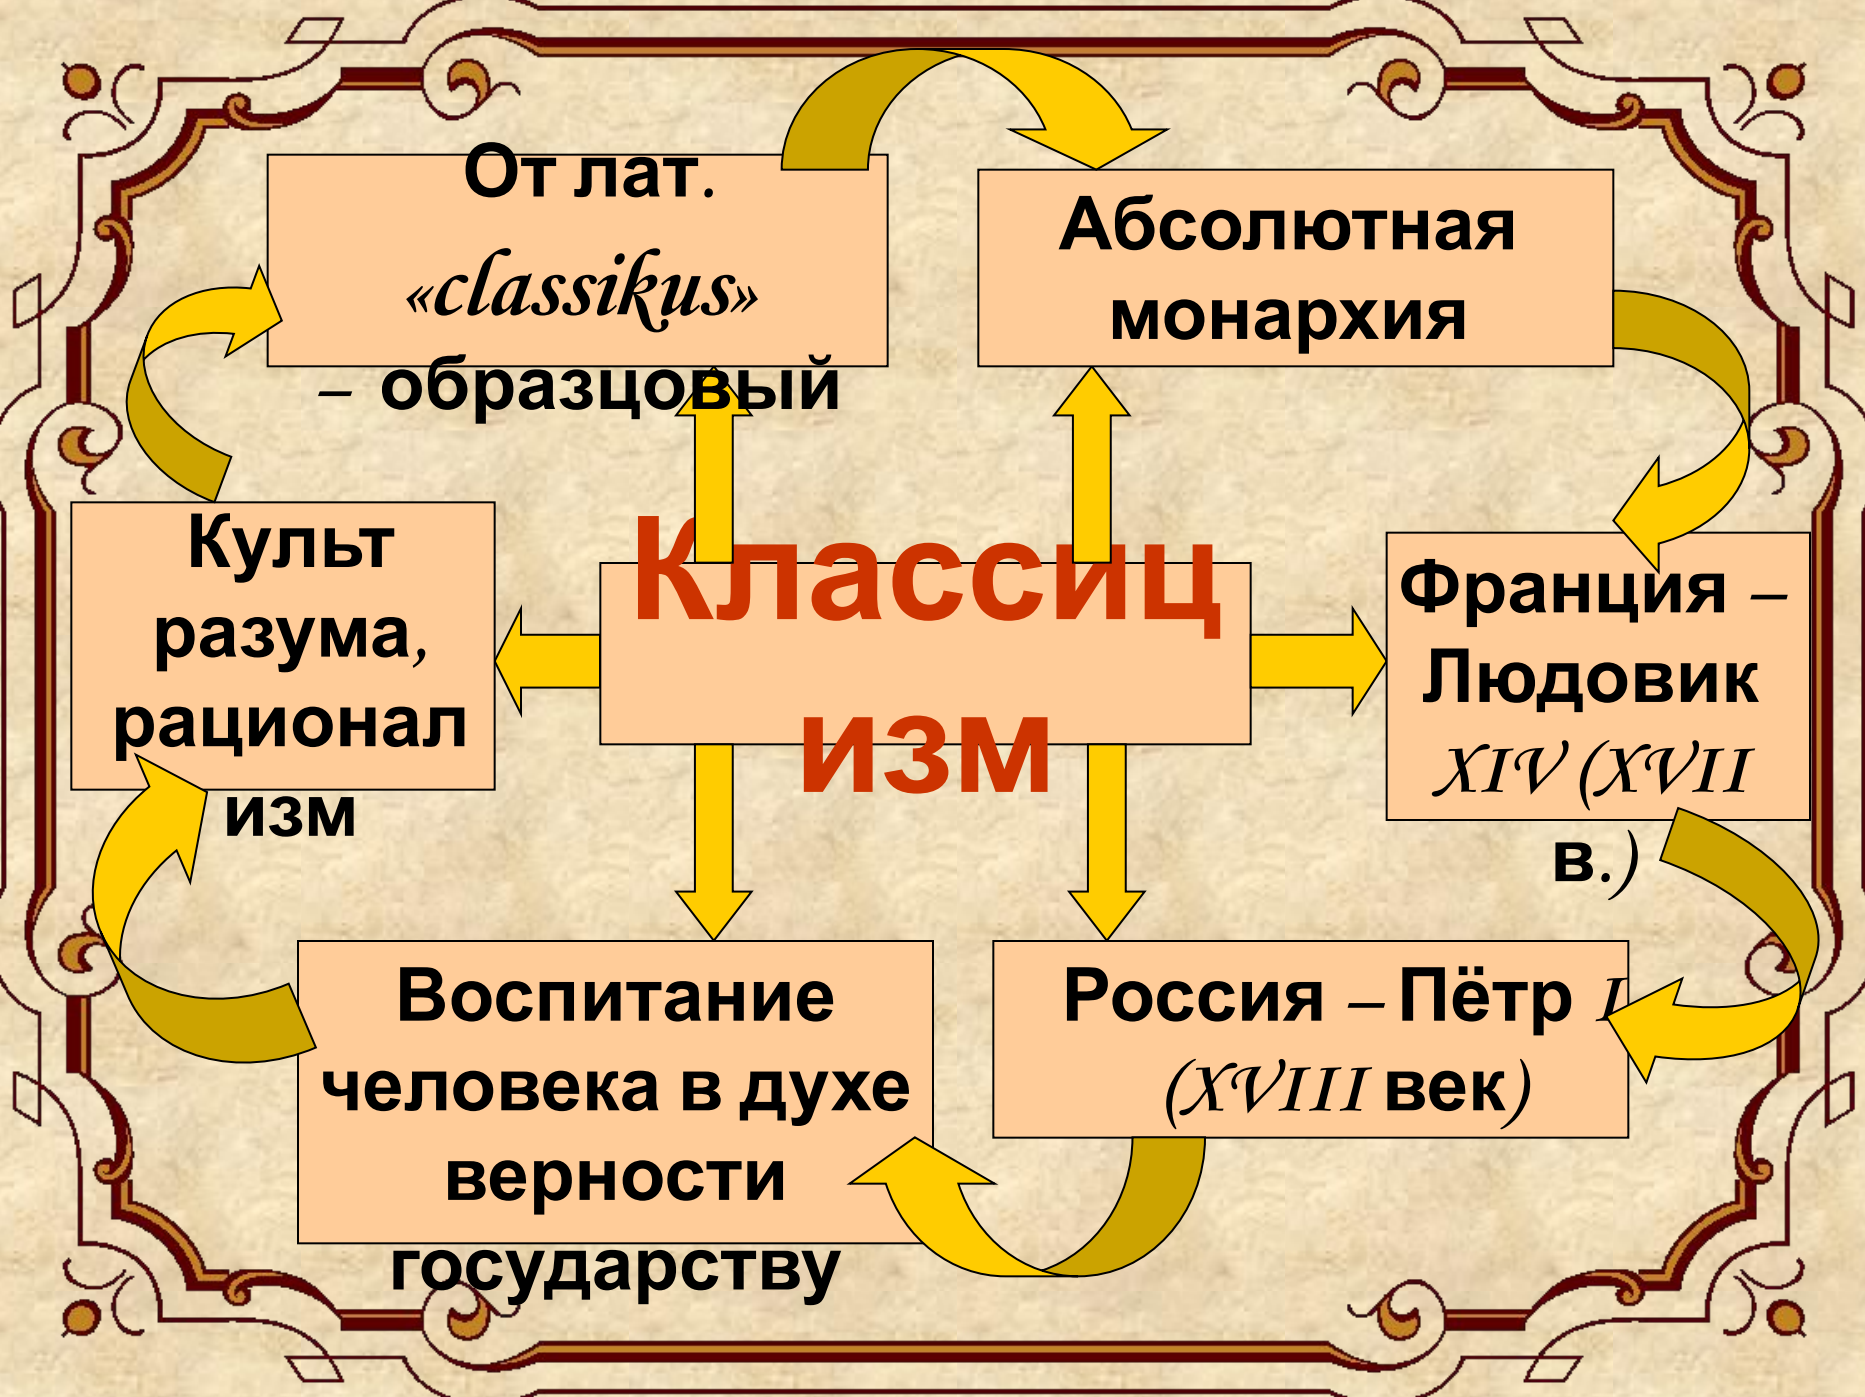 От лат.
«classikus»
– образцовый
Абсолютная
монархия
Культ
разума,
рационал
изм
Классиц
изм
Франция –
Людовик
XIV (XVII
в.)
Воспитание
человека в духе
верности
государству
Россия – Пётр I
(XVIII век)